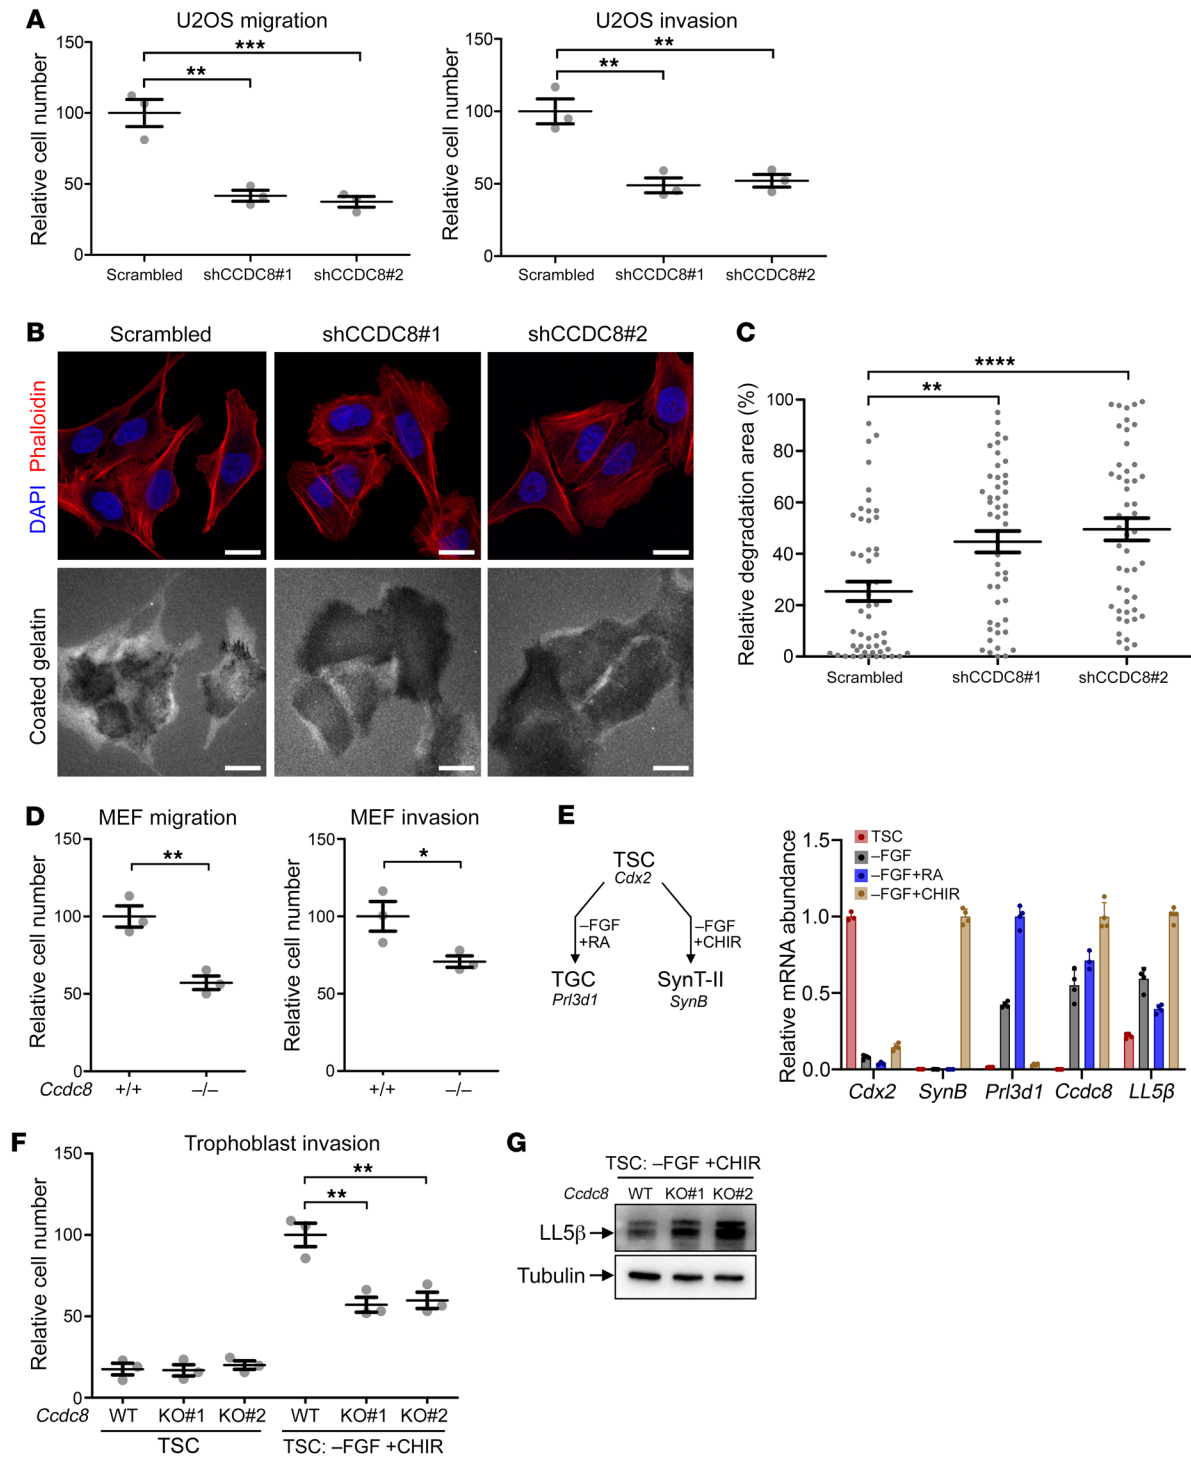 A
U2OS migration
Relative cell number
150
100
50
0
***
**
Scrambled
shCCDC8#1
shCCDC8#2
U2OS invasion
Relative cell number
150
100
50
0
**
**
Scrambled
shCCDC8#1
shCCDC8#2
B
Scrambled
shCCDC8#1
shCCDC8#2
DAPI Phalloidin
Coated gelatin
C
Relative degradation area (%)
100
80
60
40
20
0
****
**
Scrambled
shCCDC8#1
shCCDC8#2
D
MEF migration
Relative cell number
150
100
50
0
**
Ccdc8
+/+
–/–
MEF invasion
Relative cell number
150
100
50
0
*
+/+
–/–
E
TSC
Cdx2
–FGF
+RA
–FGF
+CHIR
TGC
Prl3d1
SynT-II
SynB
Relative mRNA abundance
1.5
1.0
0.5
0.0
TSC
–FGF
–FGF+RA
–FGF+CHIR
Cdx2
SynB
Prl3d1
Ccdc8
LL5β
F
Trophoblast invasion
Relative cell number
150
100
50
0
**
**
Ccdc8
WT
KO#1
KO#2
WT
KO#1
KO#2
TSC
TSC: –FGF +CHIR
G
TSC: –FGF +CHIR
Ccdc8
WT
KO#1
KO#2
LL5β
Tubulin